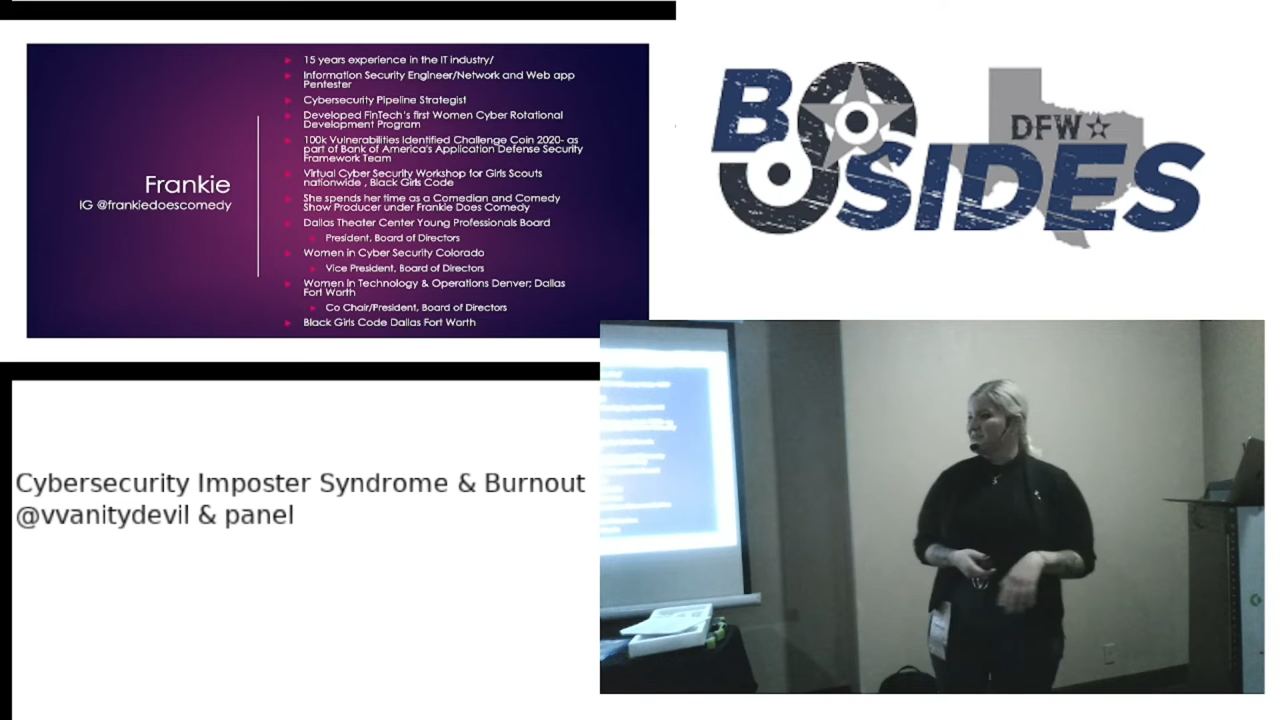 15 years experience in the IT industry/
Information Security Engineer/Network and Web app
Pentester
Cybersecurity Pipeline Strategist
Developed FinTech's first Women Cyber Rotational
Development Program
100k Vulnerabilities Identified Challenge Coin 2020- as
part of Bank of America's Application Defense Security
Framework Team
Virtual Cyber Security Workshop for Girls Scouts
nationwide , Black Girls Code
She spends her time as a Comedian and Comedy
Show Producer under Frankie Does Comedy
Dallas Theater Center Young Professionals Board
President, Board of Directors
Women in Cyber Security Colorado
Vice President, Board of Directors
Women in Technology & Operations Denver; Dallas
Fort Worth
Co Chair/President, Board of Directors
Black Girls Code Dallas Fort Worth
Frankie
IG @frankiedoescomedy
BSIDES
DFW
Cybersecurity Imposter Syndrome & Burnout
@vvanitydevil & panel